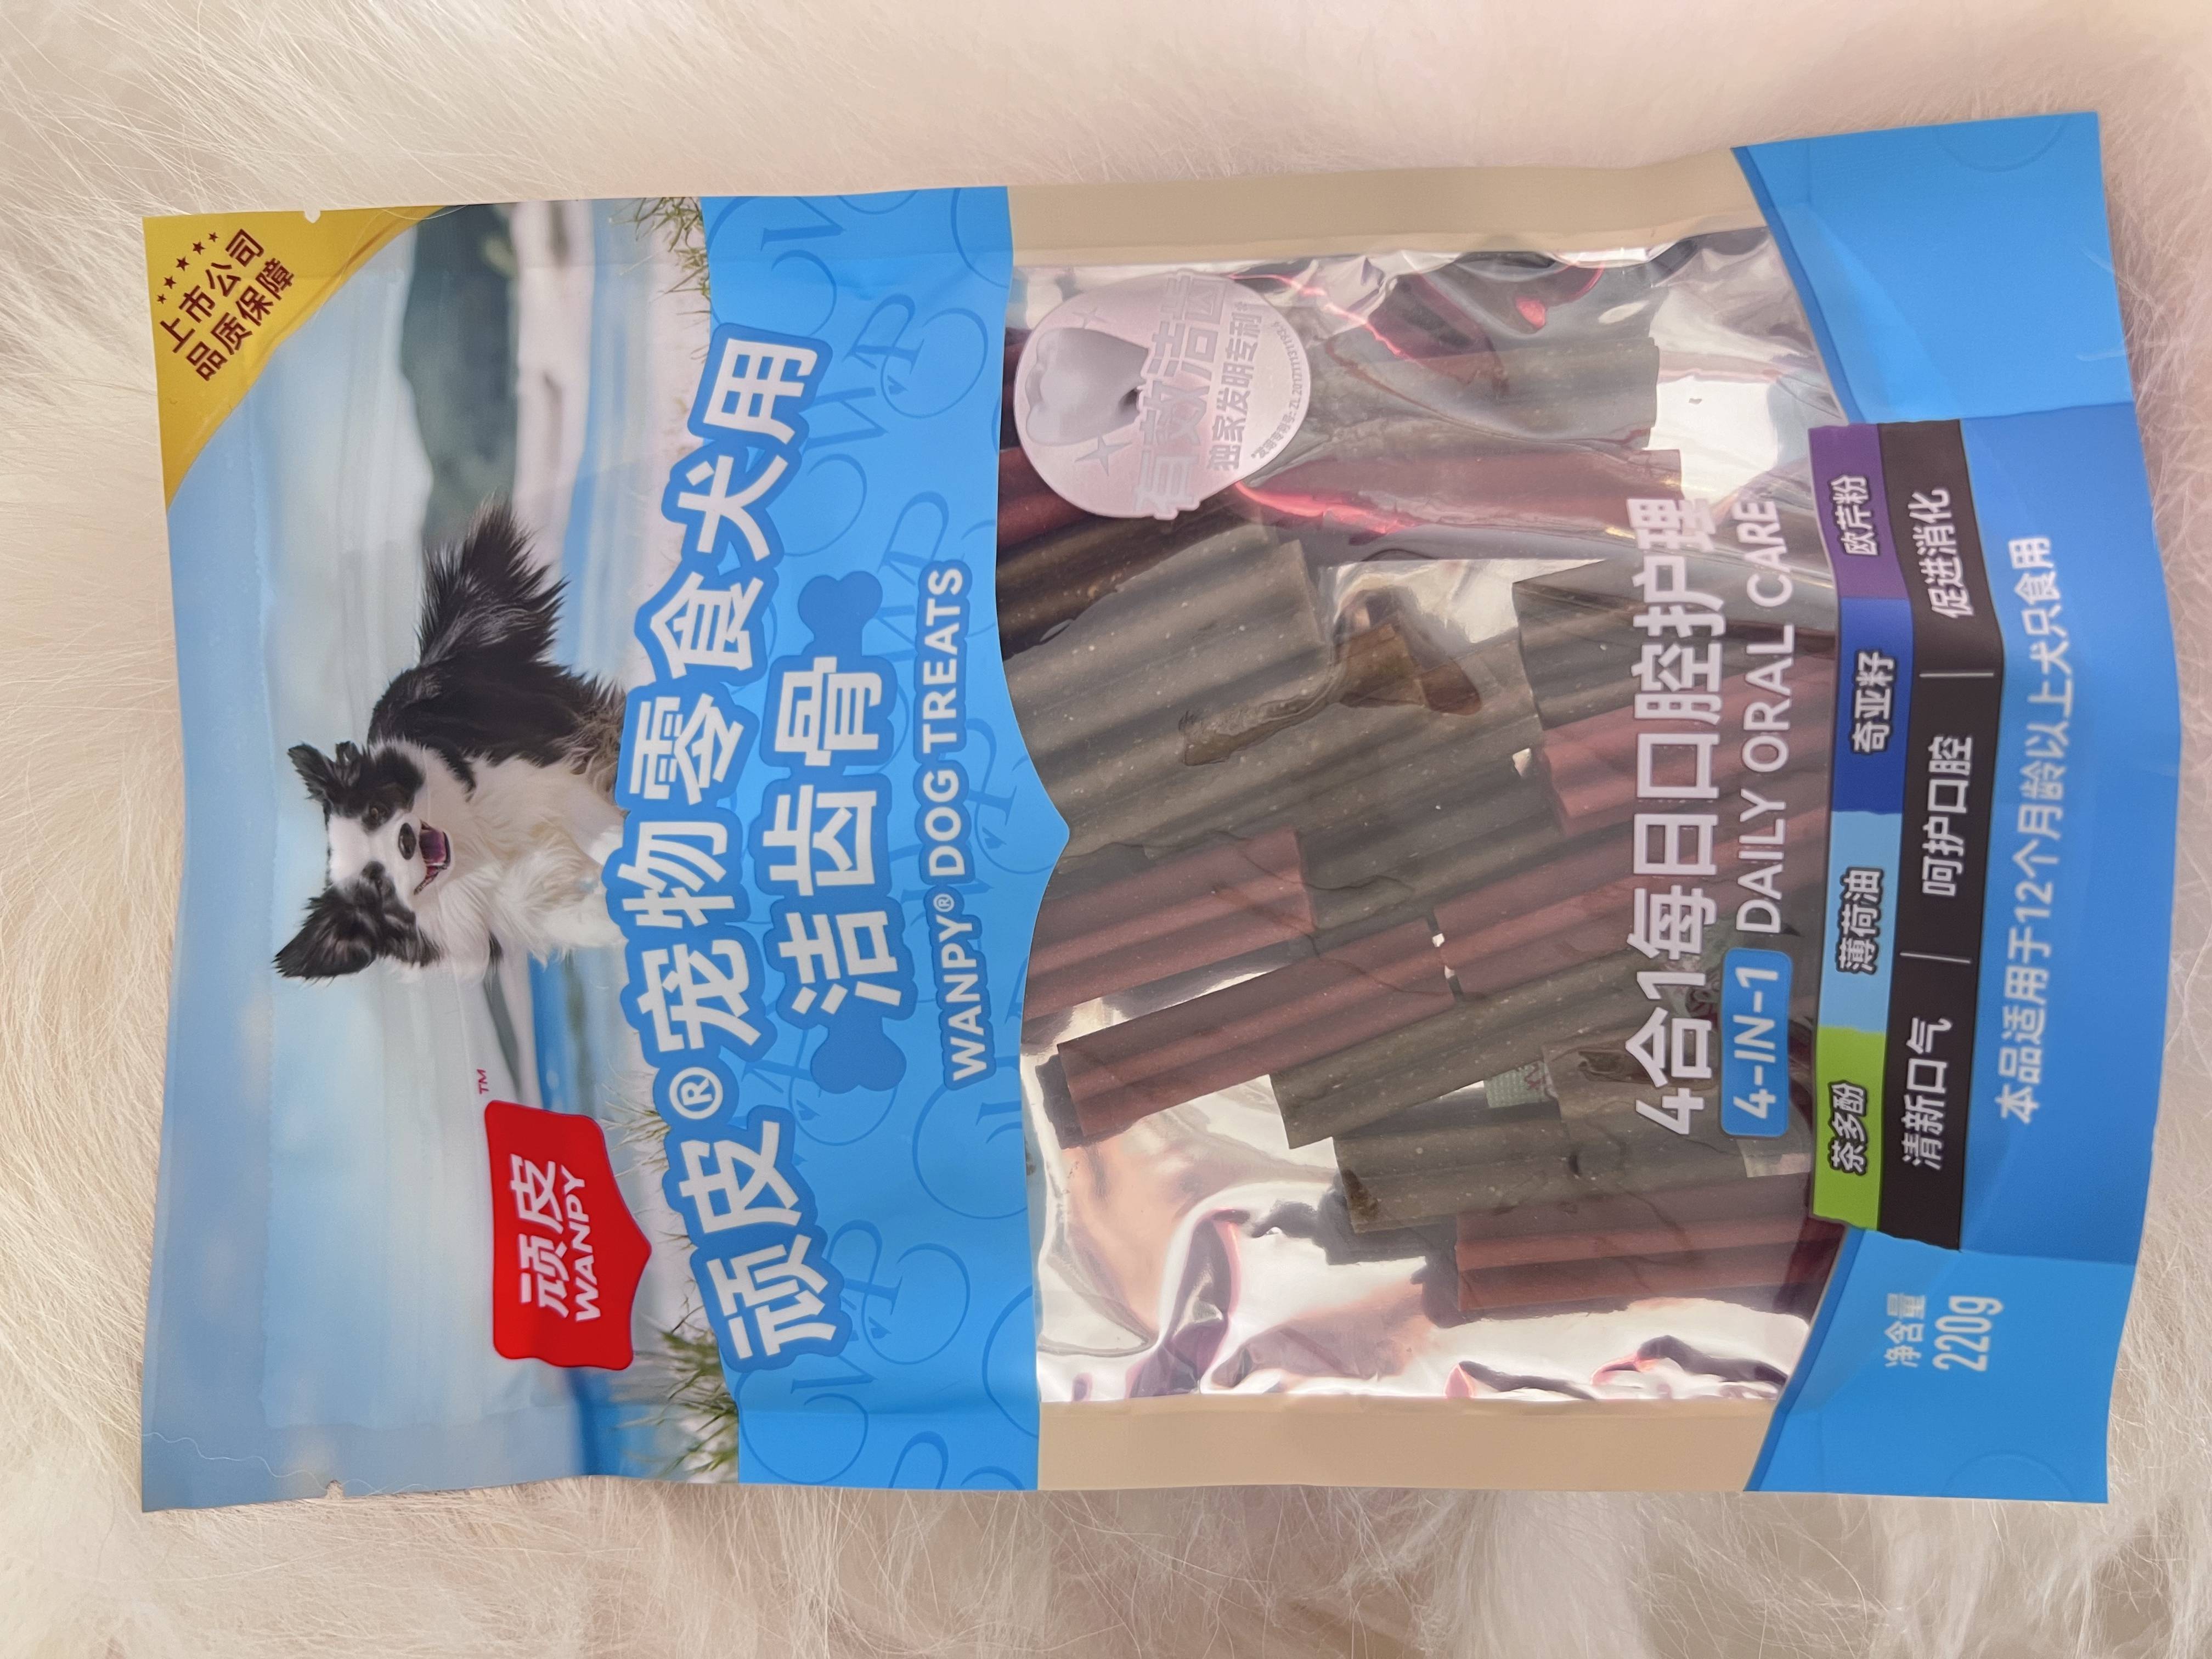 上市公司
品质保障
TM
顽皮
WANPY
顽皮®宠物零食犬用
洁齿骨
WANPY® DOG TREATS
有效洁齿
独家发明专利*
4合1每日口腔护理
4-IN-1 DAILY ORAL CARE
茶多酚 薄荷油 奇亚籽 欧芹粉
清新口气 | 呵护口腔 | 促进消化
本品适用于12个月龄以上犬只食用
净含量
220g